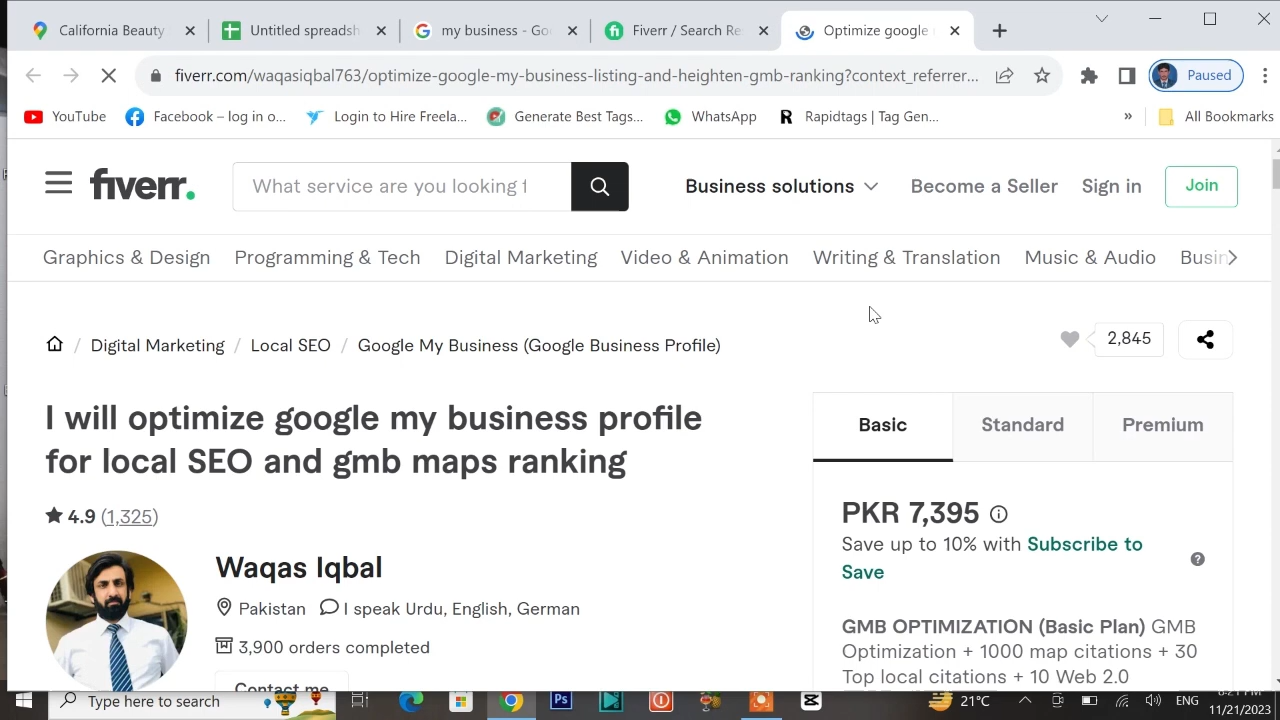 California Beauty
Untitled spreadsh
my business - Go
Fiverr / Search Re
Optimize google
fiverr.com/waqasiqbal763/optimize-google-my-business-listing-and-heighten-gmb-ranking?context_referrer...
Paused
YouTube
Facebook – log in o...
Login to Hire Freela...
Generate Best Tags...
WhatsApp
R
Rapidtags | Tag Gen...
»
All Bookmarks
fiverr.
What service are you looking f
Business solutions
Become a Seller
Sign in
Join
Graphics & Design
Programming & Tech
Digital Marketing
Video & Animation
Writing & Translation
Music & Audio
Busin
/ Digital Marketing / Local SEO / Google My Business (Google Business Profile)
2,845
I will optimize google my business profile
for local SEO and gmb maps ranking
4.9 (1,325)
Waqas Iqbal
Pakistan
I speak Urdu, English, German
3,900 orders completed
Contact me
Basic
Standard
Premium
PKR 7,395
Save up to 10% with Subscribe to
Save
GMB OPTIMIZATION (Basic Plan) GMB
Optimization + 1000 map citations + 30
Top local citations + 10 Web 2.0
Type here to search
Ps
21°C
ENG
11/21/2023